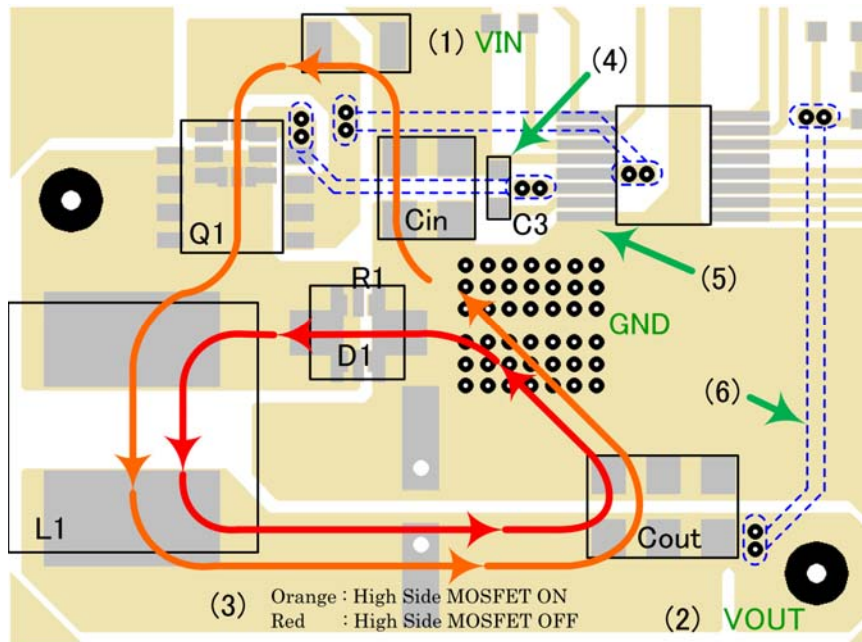 (1) VIN
(4)
Q1
Cin
C3
(5)
R1
GND
D1
(6)
L1
Cout
(3) Orange : High Side MOSFET ON
Red : High Side MOSFET OFF
(2) VOUT